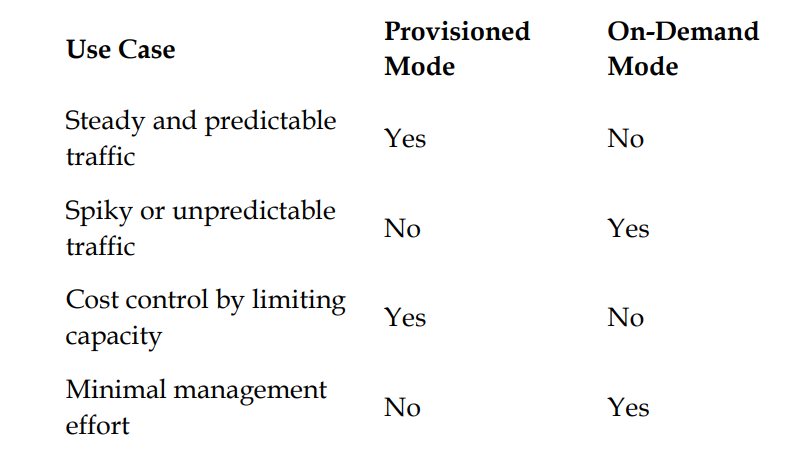 Use Case Provisioned Mode On-Demand Mode
Steady and predictable traffic Yes No
Spiky or unpredictable traffic No Yes
Cost control by limiting capacity Yes No
Minimal management effort No Yes